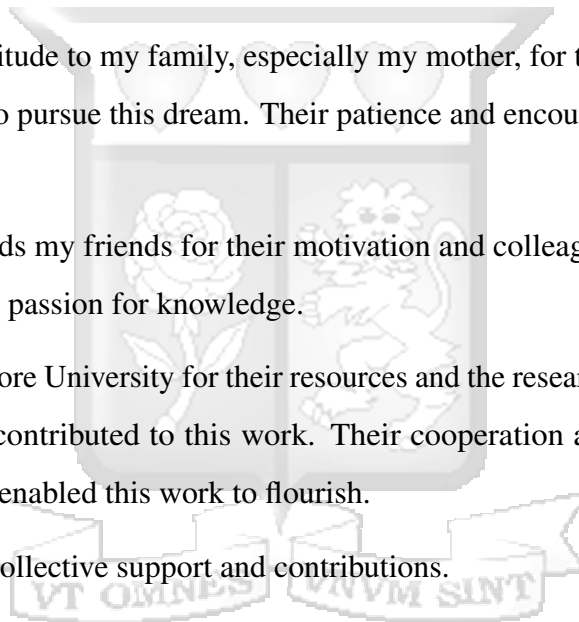 itude to my family, especially my mother, for t
o pursue this dream. Their patience and encou
ds my friends for their motivation and colleag
passion for knowledge.
ore University for their resources and the resear
contributed to this work. Their cooperation a
enabled this work to flourish.
ollective support and contributions.
VT OMNES VNVM SINT